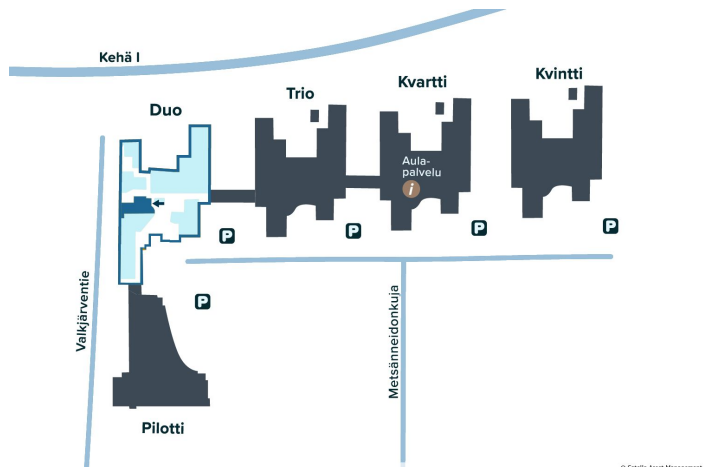 Kehä I
Duo
Trio
Kvartti
Kvintti
Aula-
palvelu
i
P
P
P
P
P
Valkjärventie
Metsänneidonkuja
Pilotti